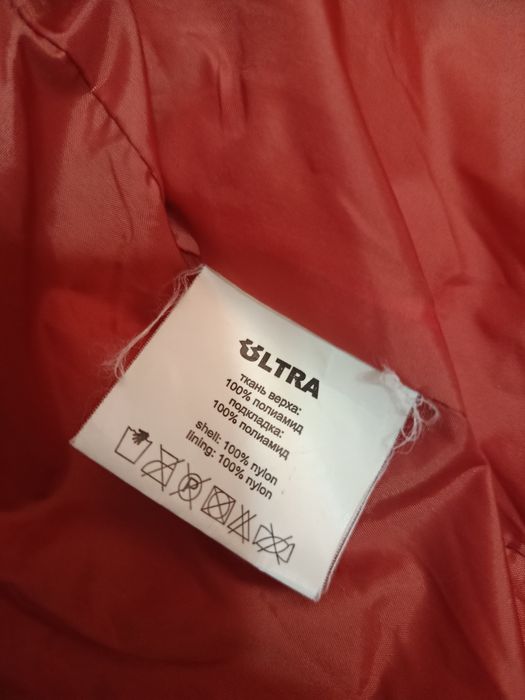 ULTRA
ткань верха:
100% полиамид
подкладка:
100% полиамид
shell: 100% nylon
lining: 100% nylon
P